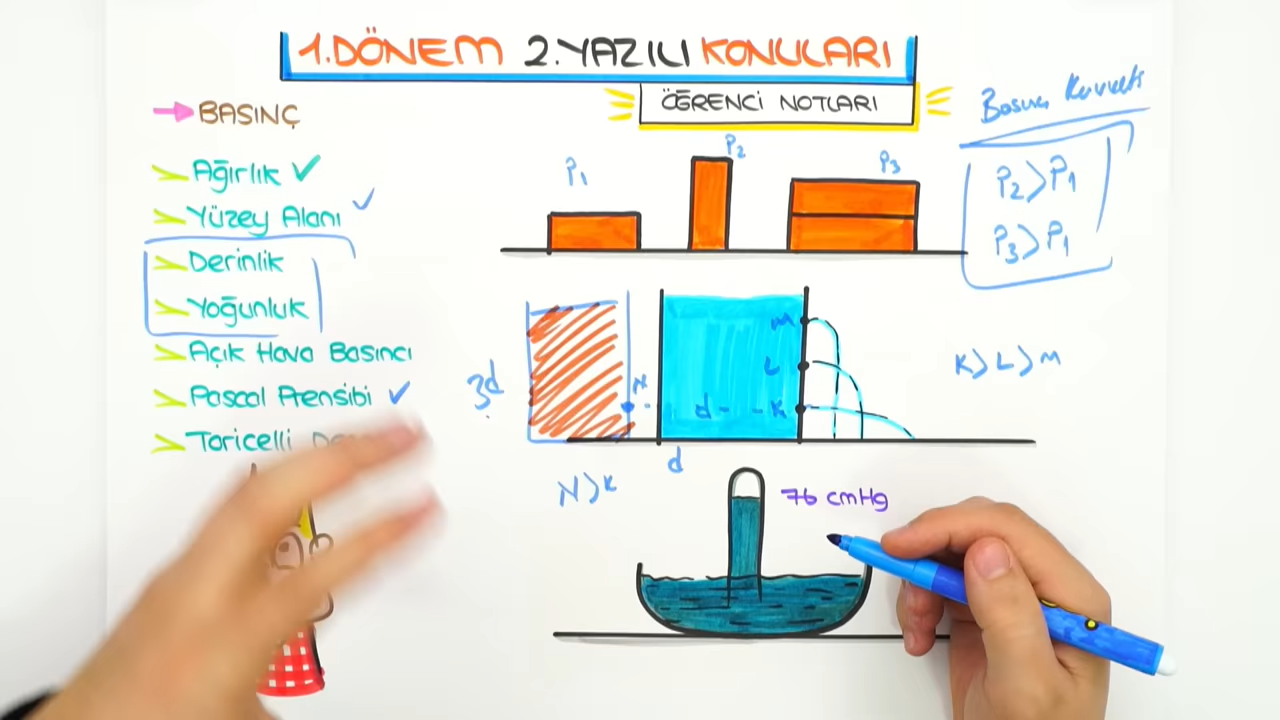 1.DÖNEM 2.YAZILI KONULARI
ÖĞRENCİ NOTLARI
BASINÇ
Ağırlık
Yüzey Alanı
Derinlik
Yoğunluk
Açık Hava Basıncı
Pascal Prensibi
Toricelli
Basınç Kuvveti
P1
P2
P3
P2>P1
P3>P1
3d
N
d
M
L
K
d
K>L>M
N>K
76 cmHg